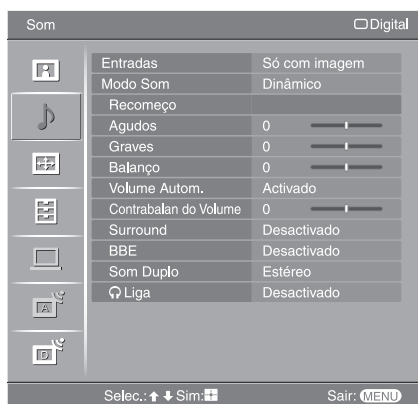 Som Digital
Entradas Só com imagem
Modo Som Dinâmico
Recomeço
Agudos 0
Graves 0
Balanço 0
Volume Autom. Activado
Contrabalan do Volume 0
Surround Desactivado
BBE Desactivado
Som Duplo Estéreo
Liga Desactivado
A
D
Selec.: Sim: Sair: MENU